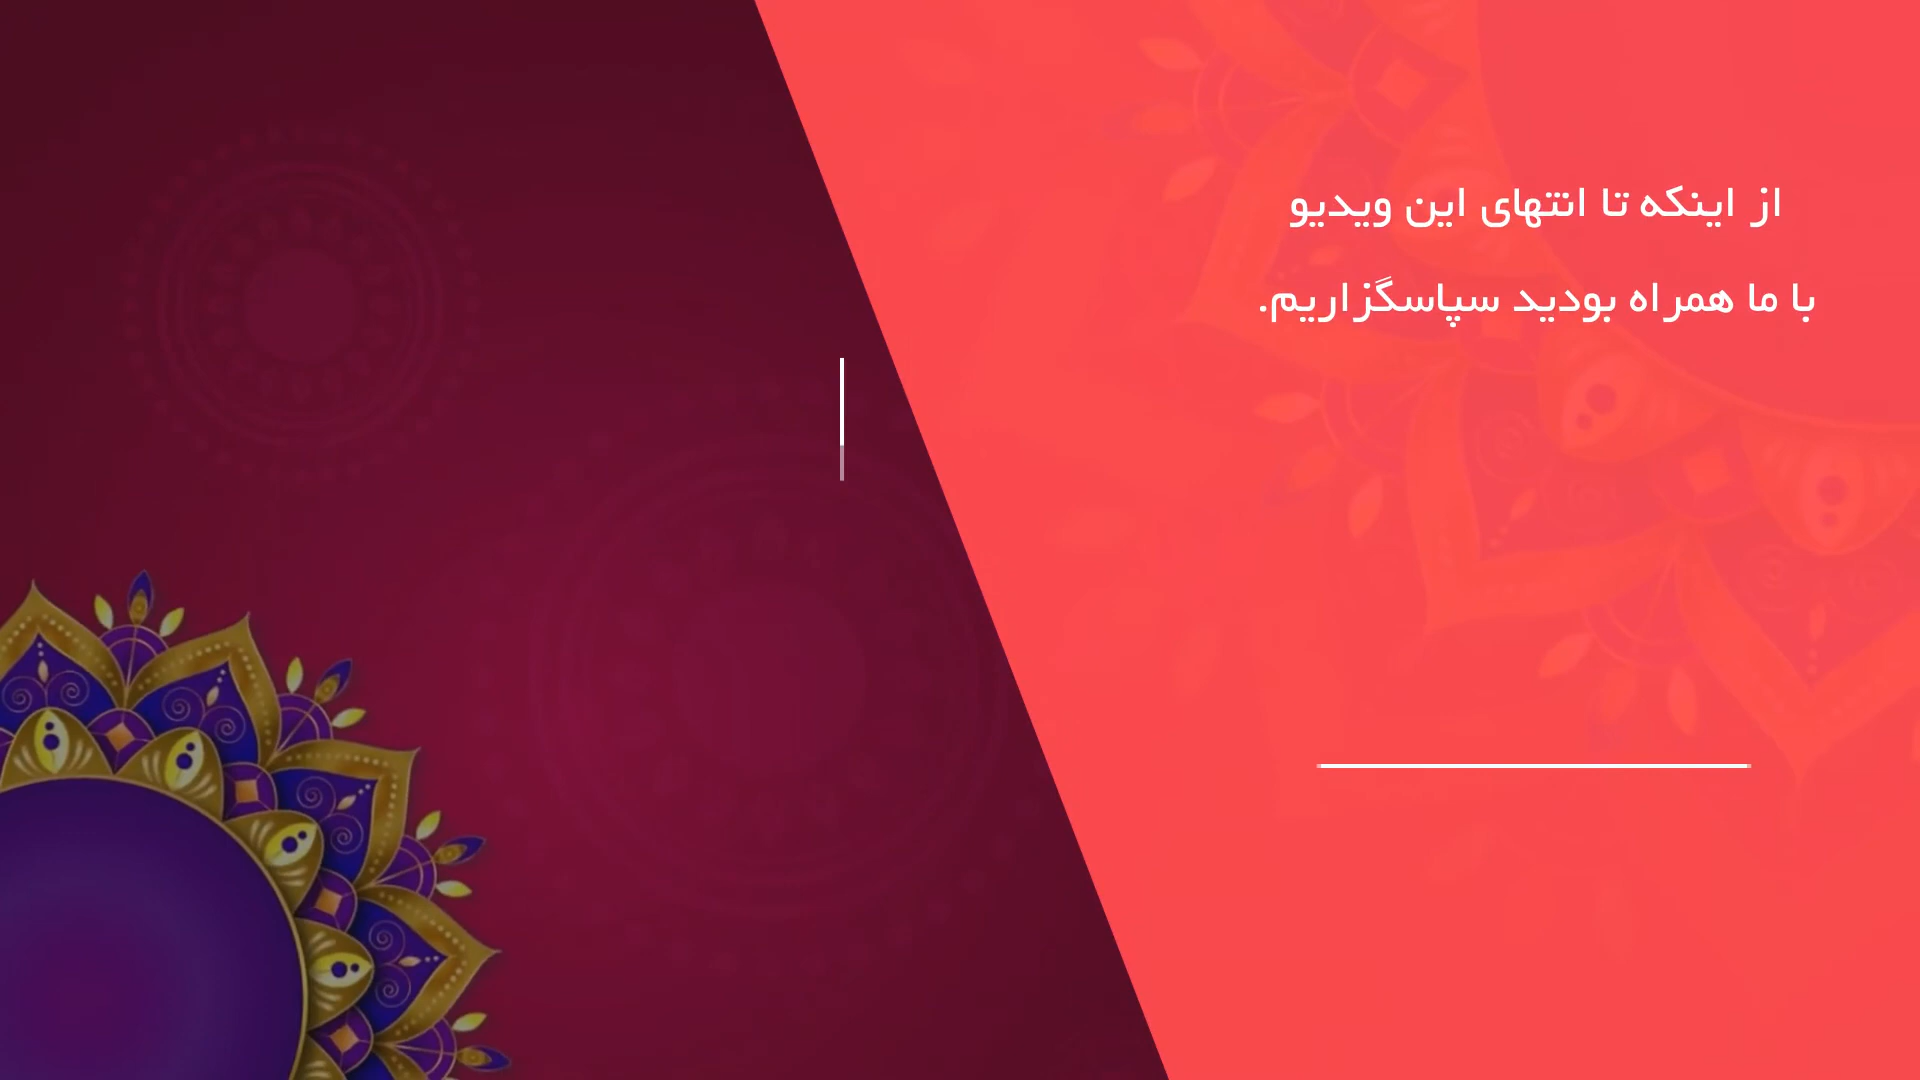 از اینکه تا انتهای این ویدیو
با ما همراه بودید سپاسگزاریم.